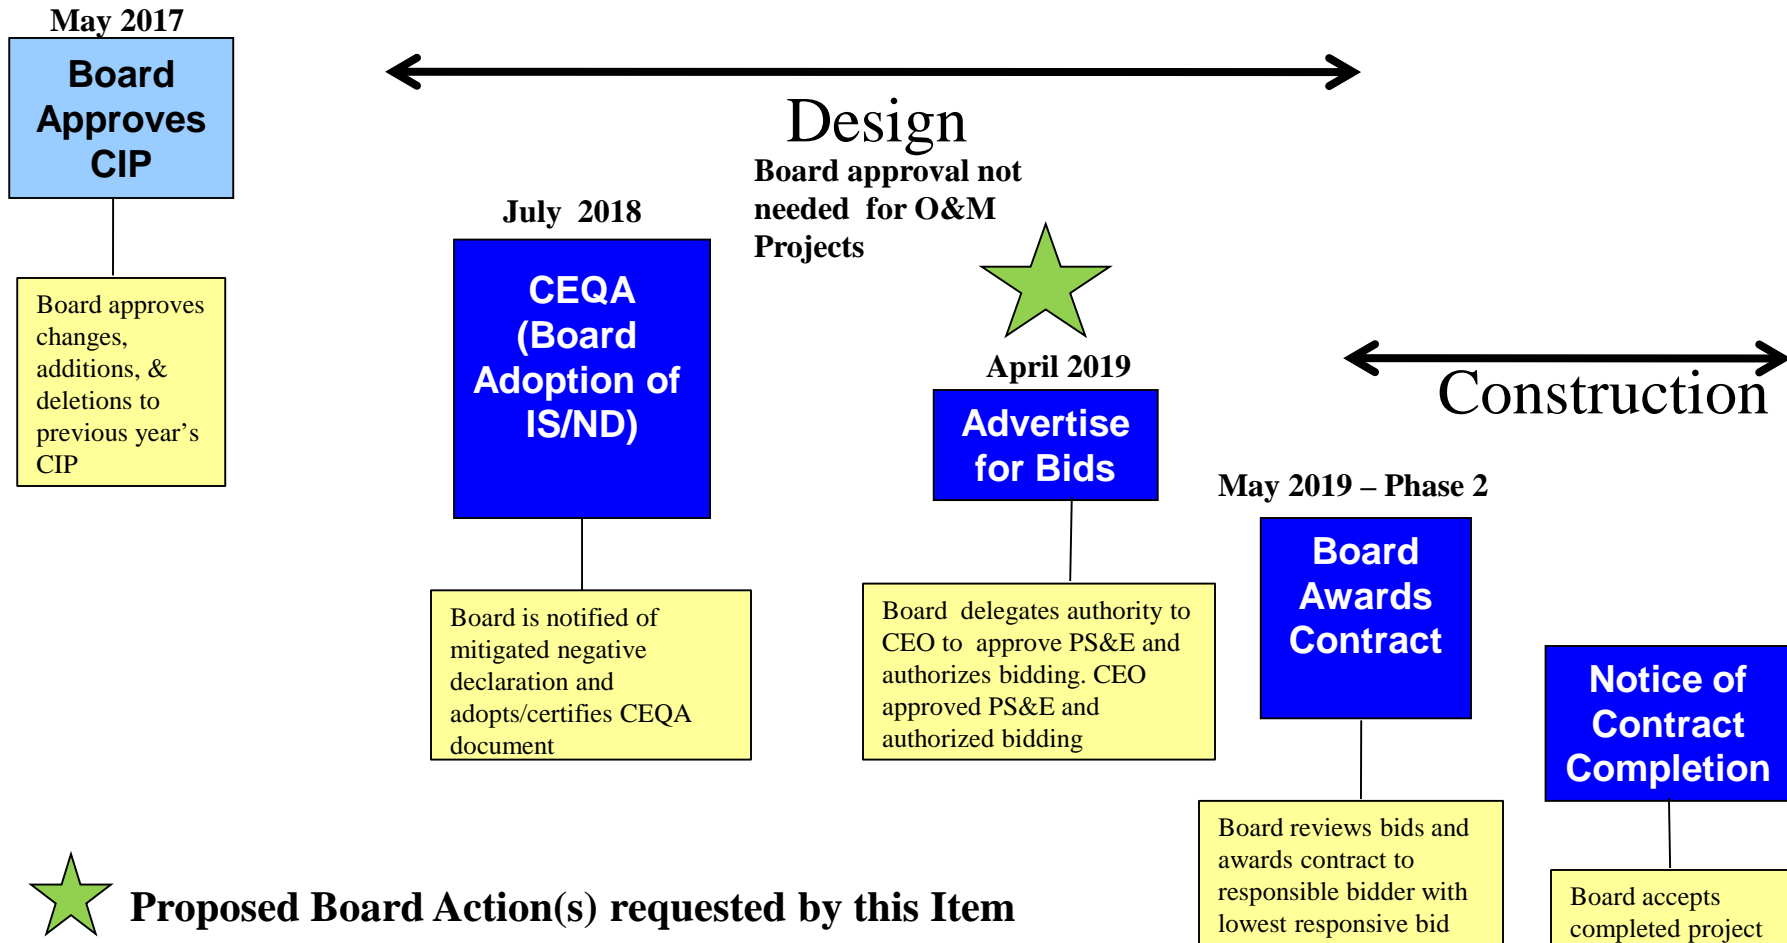 May 2017
Board
Approves
CIP
Board approves
changes,
additions, &
deletions to
previous year's
CIP
Design
Board approval not
needed for O&M
Projects
July 2018
CEQA
(Board
Adoption of
IS/ND)
Board is notified of
mitigated negative
declaration and
adopts/certifies CEQA
document
April 2019
Advertise
for Bids
Board delegates authority to
CEO to approve PS&E and
authorizes bidding. CEO
approved PS&E and
authorized bidding
Construction
May 2019 – Phase 2
Board
Awards
Contract
Board reviews bids and
awards contract to
responsible bidder with
lowest responsive bid
Notice of
Contract
Completion
Board accepts
completed project
Proposed Board Action(s) requested by this Item